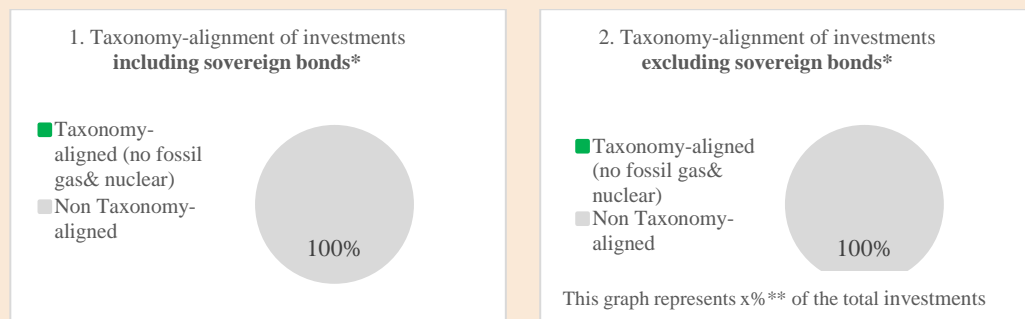 1. Taxonomy-alignment of investments
including sovereign bonds*
Taxonomy-
aligned (no fossil
gas& nuclear)
Non Taxonomy-
aligned
100%
2. Taxonomy-alignment of investments
excluding sovereign bonds*
Taxonomy-aligned
(no fossil gas&
nuclear)
Non Taxonomy-
aligned
100%
This graph represents x%** of the total investments